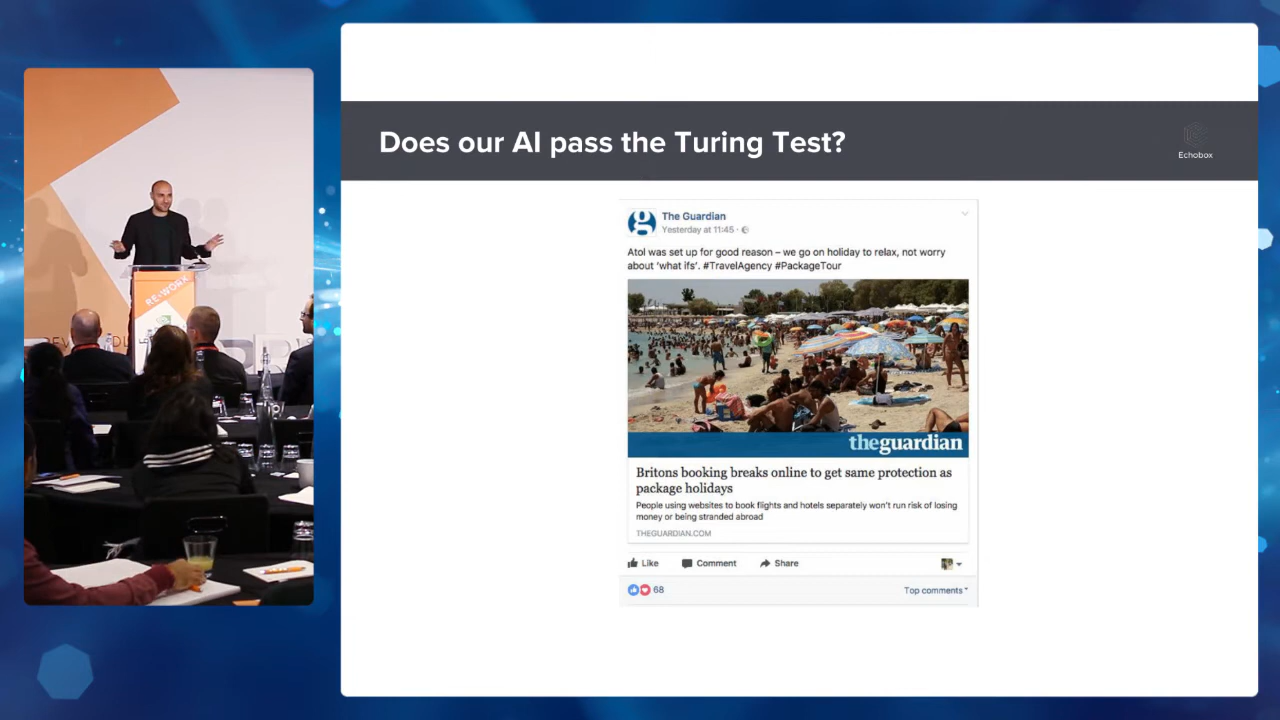 Does our AI pass the Turing Test?
Echobox
The Guardian
Yesterday at 11:45
Atol was set up for good reason – we go on holiday to relax, not worry
about 'what ifs'. #TravelAgency #PackageTour
theguardian
Britons booking breaks online to get same protection as
package holidays
People using websites to book flights and hotels separately won't run risk of losing
money or being stranded abroad
THEGUARDIAN.COM
Like Comment Share
68
Top comments
RE•WORK